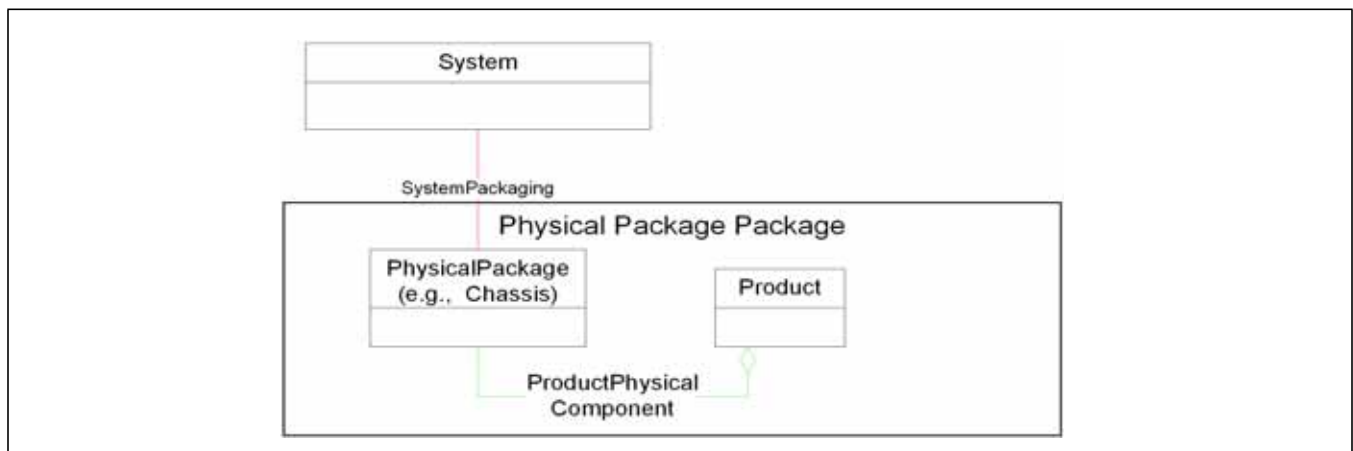 System
SystemPackaging
Physical Package Package
PhysicalPackage
(e.g., Chassis)
Product
ProductPhysical
Component